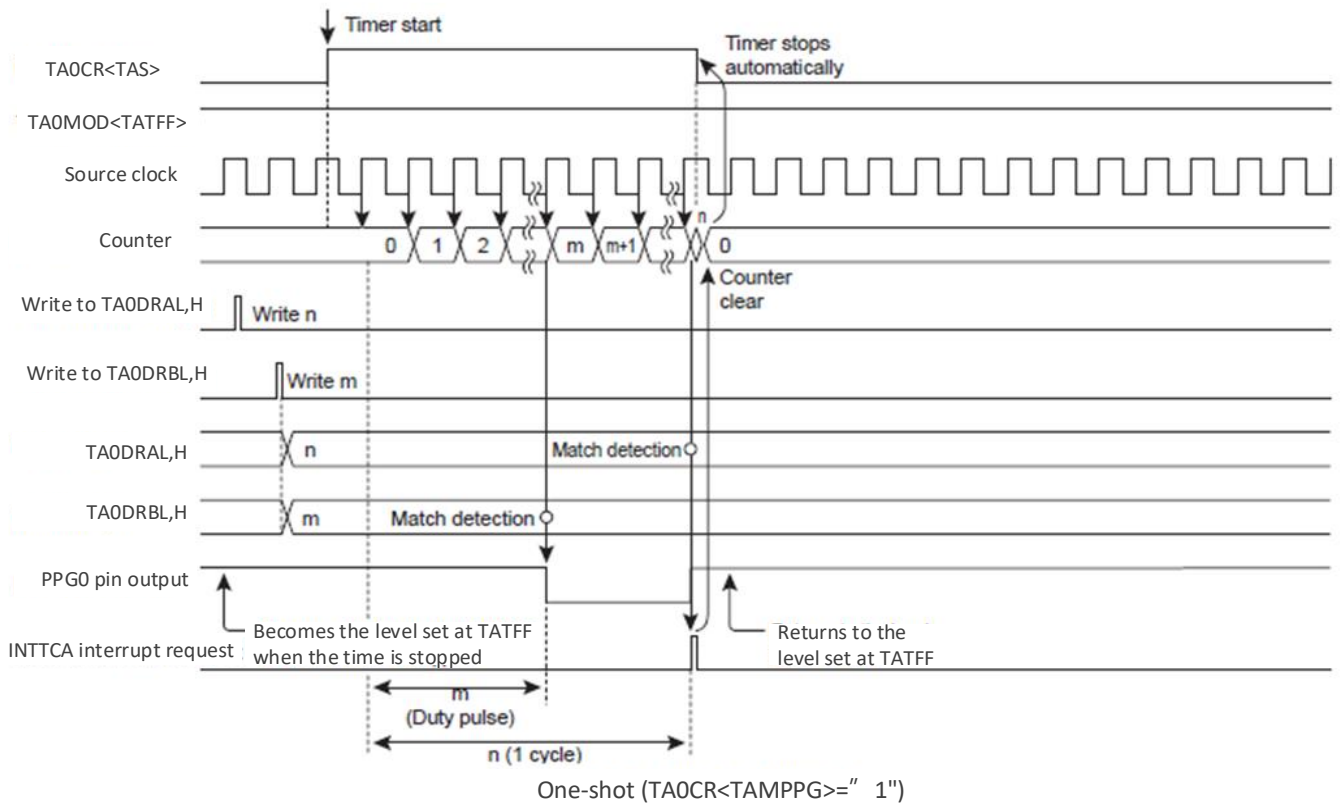 Timer start
Timer stops
automatically
TA0CR<TAS>
TA0MOD<TATFF>
Source clock
Counter
0 1 2 m m+1 n 0
Counter
clear
Write to TA0DRAL,H
Write n
Write to TA0DRBL,H
Write m
TA0DRAL,H
n
Match detection
TA0DRBL,H
m
Match detection
PPG0 pin output
Becomes the level set at TATFF
when the time is stopped
Returns to the
level set at TATFF
INTTCA interrupt request
m
(Duty pulse)
n (1 cycle)
One-shot (TA0CR<TAMPPG>=” 1")